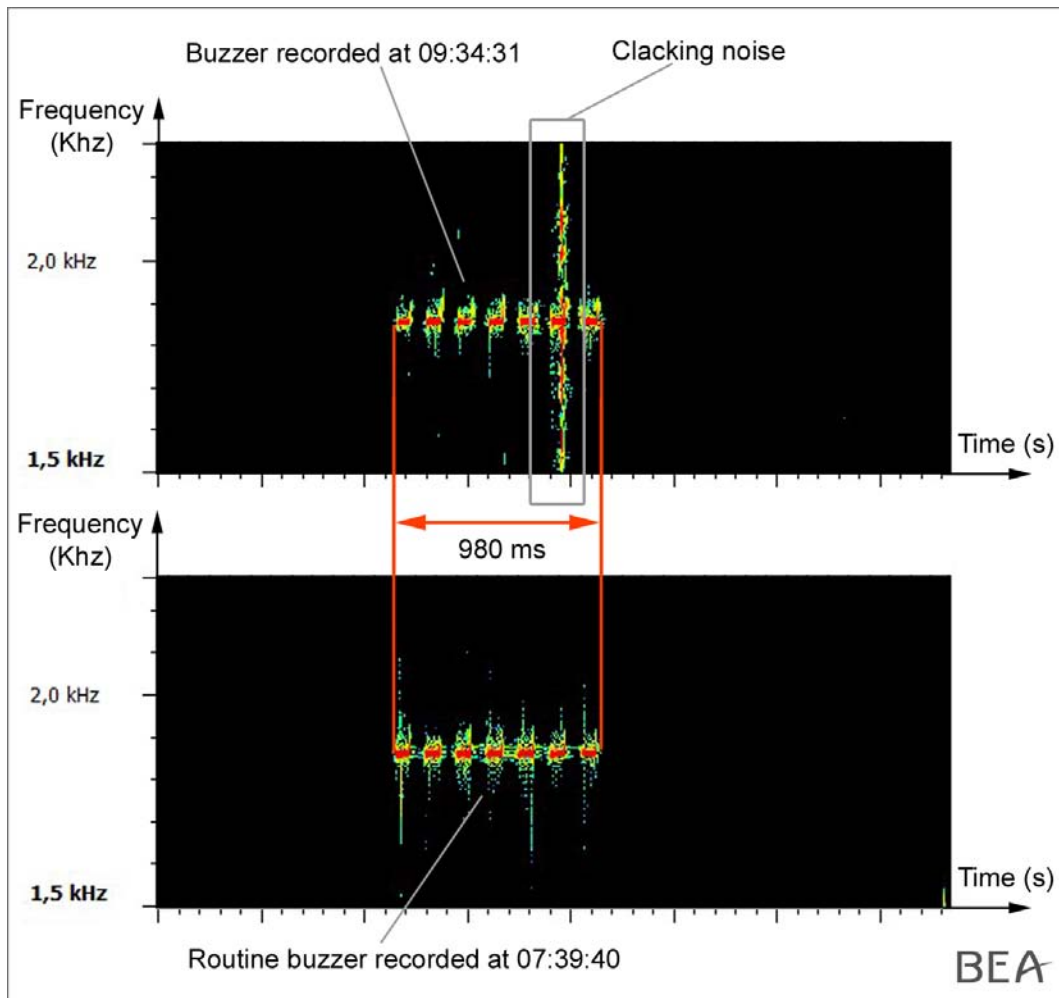 Buzzer recorded at 09:34:31
Clacking noise
Frequency
(Khz)
2,0 kHz
1,5 kHz
Time (s)
980 ms
Frequency
(Khz)
2,0 kHz
1,5 kHz
Time (s)
Routine buzzer recorded at 07:39:40
BEA